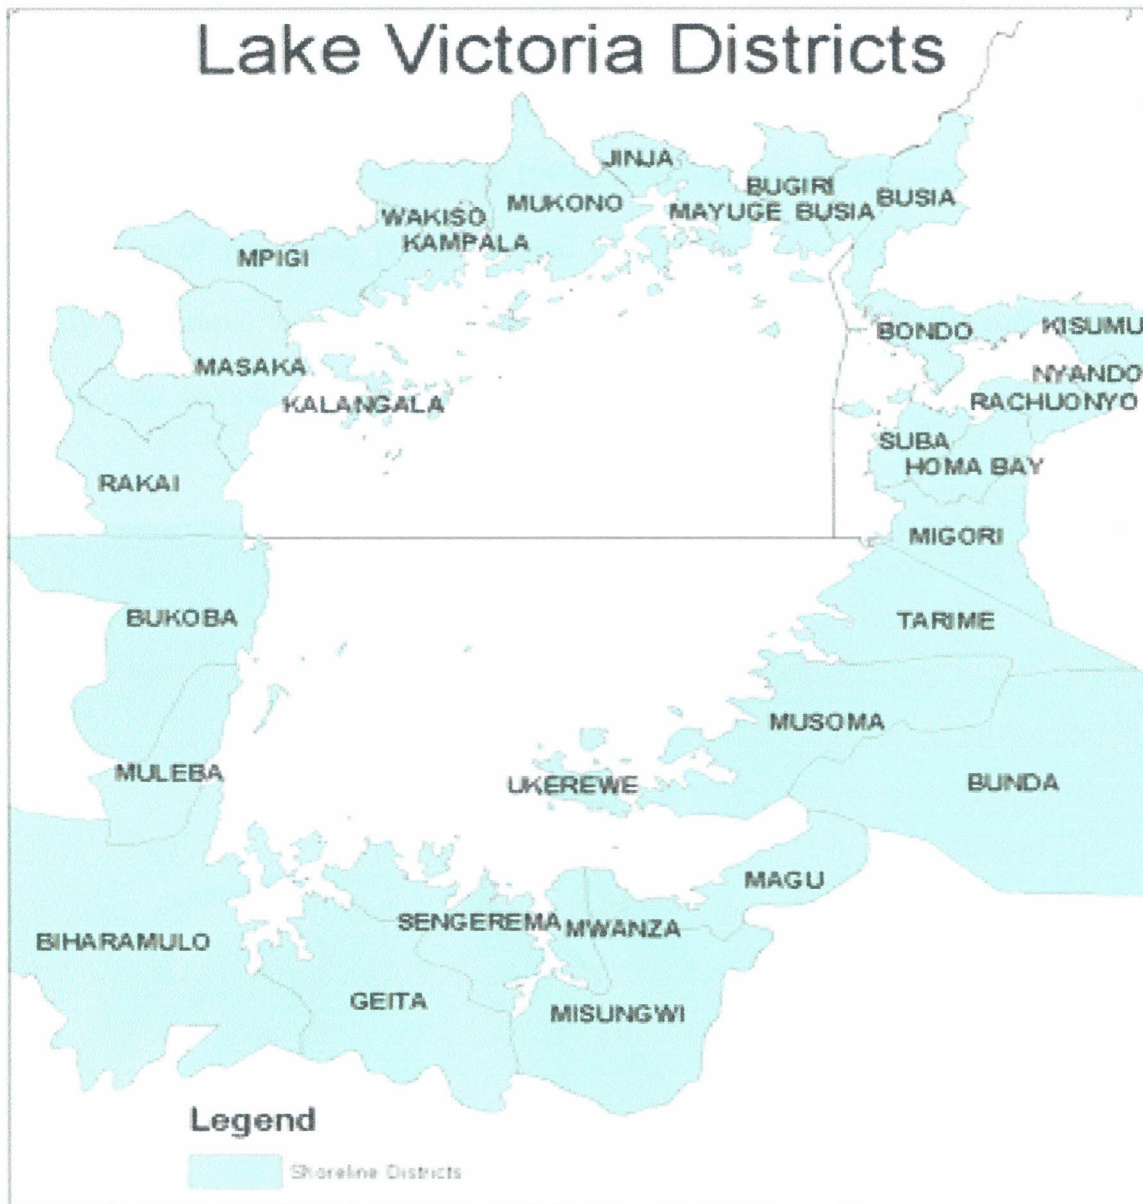 Lake Victoria Districts
JINJA
BUGIRI
MUKONO
MAYUGE BUSIA
BUSIA
WAKISO
KAMPALA
MPIGI
BONDO
KISUMU
MASAKA
NYANDO
KALANGALA
RACHUONYO
SUBA
HOMA BAY
RAKAI
MIGORI
BUKOBA
TARIME
MUSOMA
MULEBA
UKEREWE
BUNDA
MAGU
SENGEREMA
MWANZA
BIHARAMULO
GEITA
MISUNGWI
Legend
Shoreline Districts